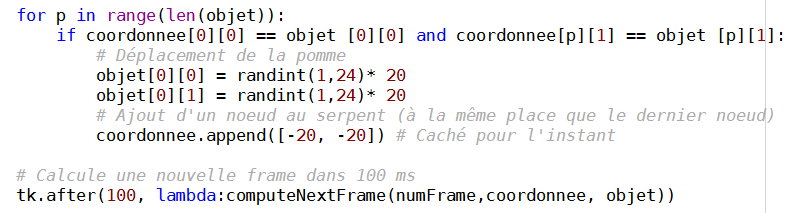 for p in range(len(objet)):
    if coordonnee[0][0] == objet [0][0] and coordonnee[p][1] == objet [p][1]:
        # Déplacement de la pomme
        objet[0][0] = randint(1,24)* 20
        objet[0][1] = randint(1,24)* 20
        # Ajout d'un noeud au serpent (à la même place que le dernier noeud)
        coordonnee.append([-20, -20]) # Caché pour l'instant
# Calcule une nouvelle frame dans 100 ms
tk.after(100, lambda:computeNextFrame(numFrame,coordonnee, objet))